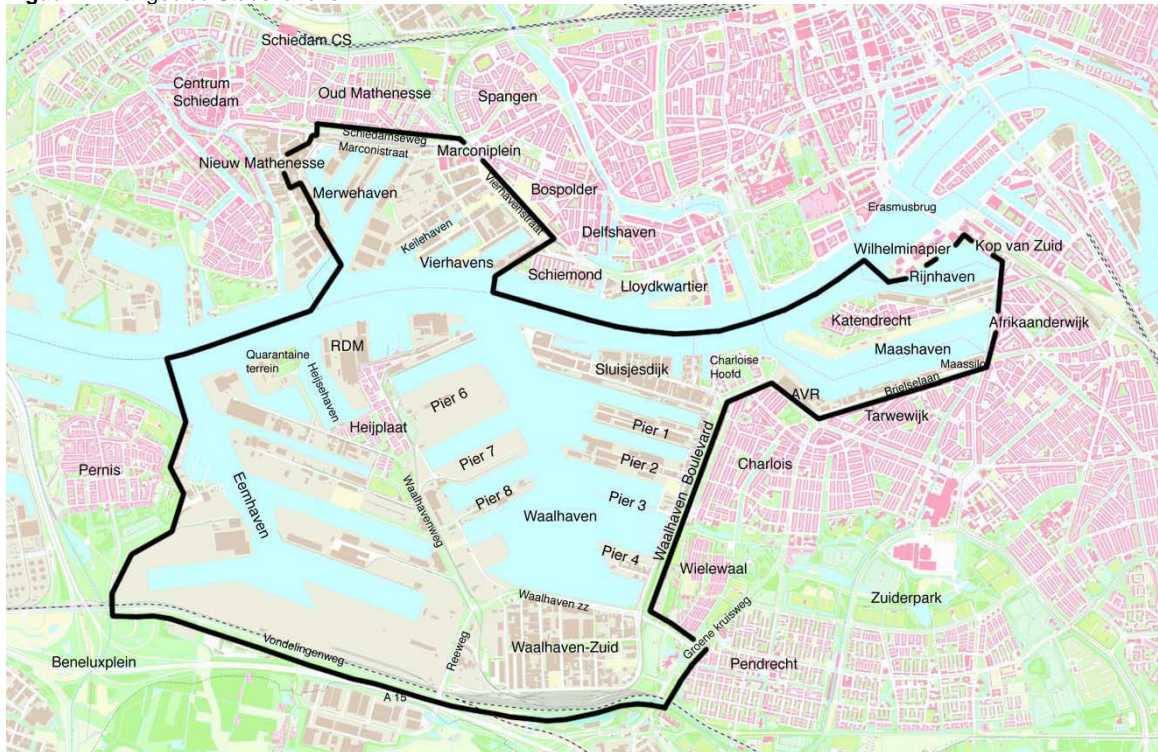 Schiedam CS
Centrum
Schiedam
Oud Mathenesse
Spangen
Schiedamseweg
Marconistraat
Marconiplein
Nieuw Mathenesse
Merwehaven
Vierhavenstraat
Bospolder
Erasmusbrug
Keilehaven
Delfshaven
Wilhelminapier
Kop van Zuid
Vierhavens
Schiemond
Rijnhaven
Lloydkwartier
Katendrecht
Afrikaanderwijk
RDM
Quarantaine
terrein
Heijsehaven
Maashaven
Sluisjesdijk
Charloise
Hoofd
Maassilo
Pier 6
AVR
Brielselaan
Tarwewijk
Heijplaat
Pier 1
Pier 7
Pier 2
Charlois
Pernis
Eemhaven
Waalhavenweg
Pier 8
Pier 3
Waalhaven Boulevard
Waalhaven
Pier 4
Wielewaal
Waalhaven zz
Zuiderpark
Groene kruisweg
Vondelingenweg
Reeweg
Waalhaven-Zuid
Beneluxplein
Pendrecht
A 15